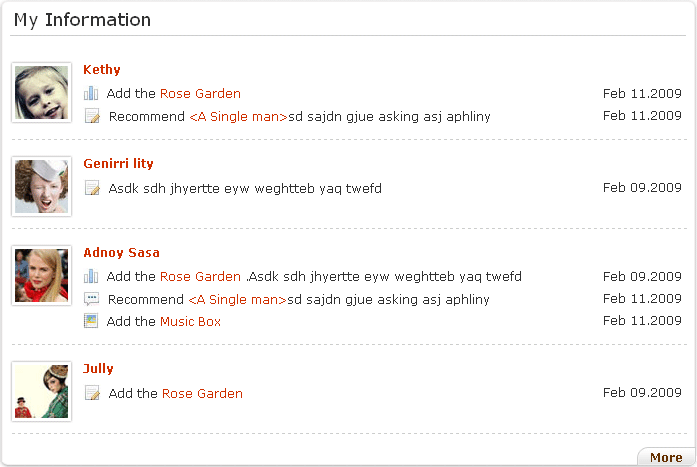 My Information
Kethy
Add the Rose Garden Feb 11.2009
Recommend <A Single man>sd sajdn gjue asking asj aphliny Feb 11.2009
Genirri lity
Asdk sdh jhyertte eyw weghtteb yaq twefd Feb 09.2009
Adnoy Sasa
Add the Rose Garden .Asdk sdh jhyertte eyw weghtteb yaq twefd Feb 09.2009
Recommend <A Single man>sd sajdn gjue asking asj aphliny Feb 11.2009
Add the Music Box Feb 11.2009
Jully
Add the Rose Garden Feb 09.2009
More